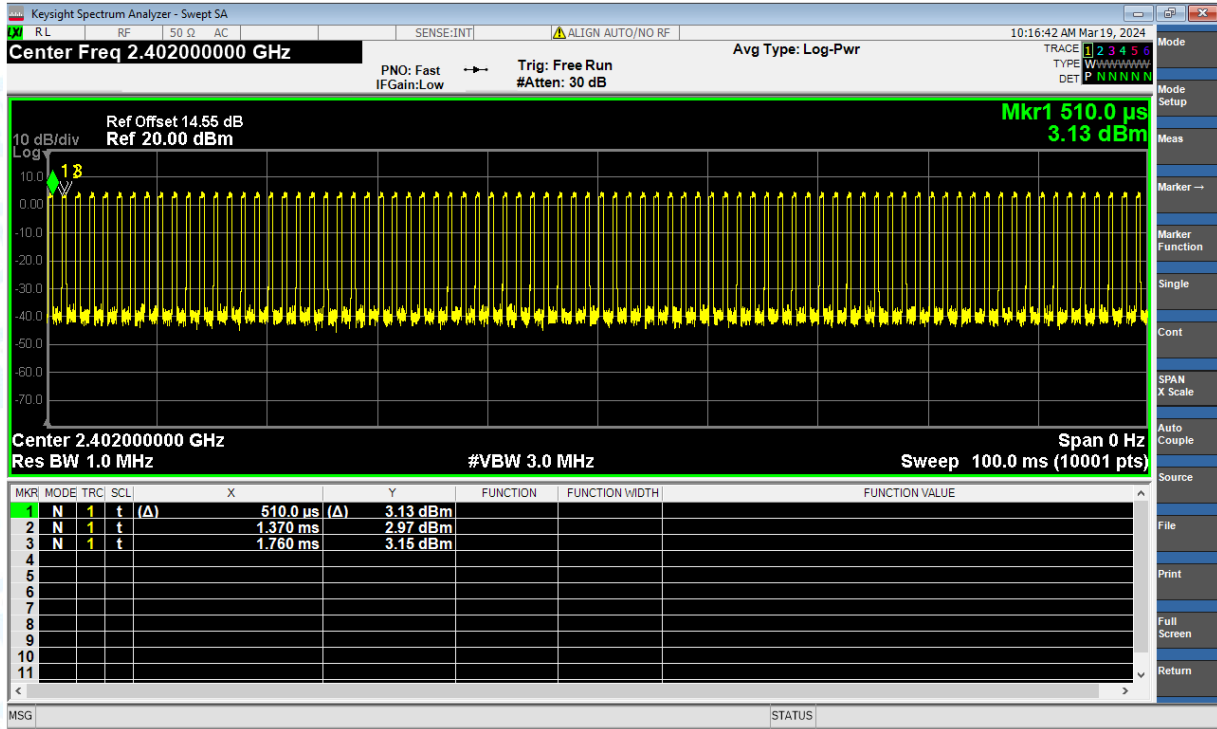 Keysight Spectrum Analyzer - Swept SA
LXI RL RF 50 Ω AC SENSE:INT ALIGN AUTO/NO RF 10:16:42 AM Mar 19, 2024
Center Freq 2.402000000 GHz
Avg Type: Log-Pwr
TRACE 1 2 3 4 5 6
TYPE WWWWWW
DET P N N N N N
PNO: Fast
IFGain:Low
Trig: Free Run
#Atten: 30 dB
Mkr1 510.0 µs
3.13 dBm
Ref Offset 14.55 dB
10 dB/div Ref 20.00 dBm
Log
1 2 3
10.0
0.00
-10.0
-20.0
-30.0
-40.0
-50.0
-60.0
-70.0
Center 2.402000000 GHz Span 0 Hz
Res BW 1.0 MHz #VBW 3.0 MHz Sweep 100.0 ms (10001 pts)
MKR MODE TRC SCL X Y FUNCTION FUNCTION WIDTH FUNCTION VALUE
1 N 1 t (Δ) 510.0 µs (Δ) 3.13 dBm
2 N 1 t 1.370 ms 2.97 dBm
3 N 1 t 1.760 ms 3.15 dBm
4
5
6
7
8
9
10
11
MSG STATUS
Mode
Mode
Setup
Meas
Marker→
Marker
Function
Single
Cont
SPAN
X Scale
Auto
Couple
Source
File
Print
Full
Screen
Return